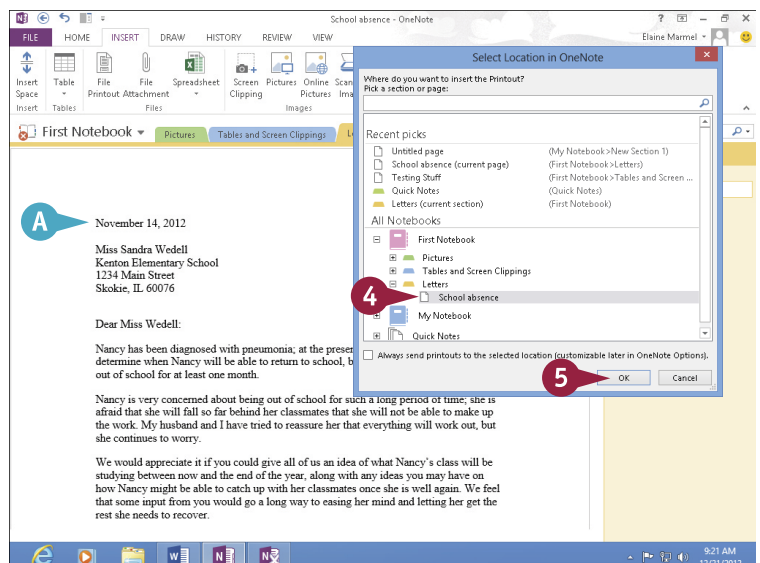 School absence - OneNote
FILE HOME INSERT DRAW HISTORY REVIEW VIEW Elaine Marmel
Insert Space
Table
File Printout
File Attachment
Spreadsheet
Screen Clipping
Pictures
Online Pictures
Insert Tables Files Images
First Notebook Pictures Tables and Screen Clippings
A
November 14, 2012
Miss Sandra Wedell
Kenton Elementary School
1234 Main Street
Skokie, IL 60076
Dear Miss Wedell:
Nancy has been diagnosed with pneumonia; at the
determine when Nancy will be able to return to school,
out of school for at least one month.
Nancy is very concerned about being out of school for such a long period of time; she is
afraid that she will fall so far behind her classmates that she will not be able to make up
the work. My husband and I have tried to reassure her that everything will work out, but
she continues to worry.
We would appreciate it if you could give all of us an idea of what Nancy's class will be
studying between now and the end of the year, along with any ideas you may have on
how Nancy might be able to catch up with her classmates once she is well again. We feel
that some input from you would go a long way to easing her mind and letting her get the
rest she needs to recover.
Select Location in OneNote
Where do you want to insert the Printout?
Pick a section or page:
Recent picks
Untitled page (My Notebook>New Section 1)
School absence (current page) (First Notebook>Letters)
Testing Stuff (First Notebook>Tables and Screen ...
Quick Notes (Quick Notes)
Letters (current section) (First Notebook)
All Notebooks
First Notebook
Pictures
Tables and Screen Clippings
Letters
4
School absence
My Notebook
Quick Notes
Always send printouts to the selected location (customizable later in OneNote Options).
5
OK Cancel
9:21 AM